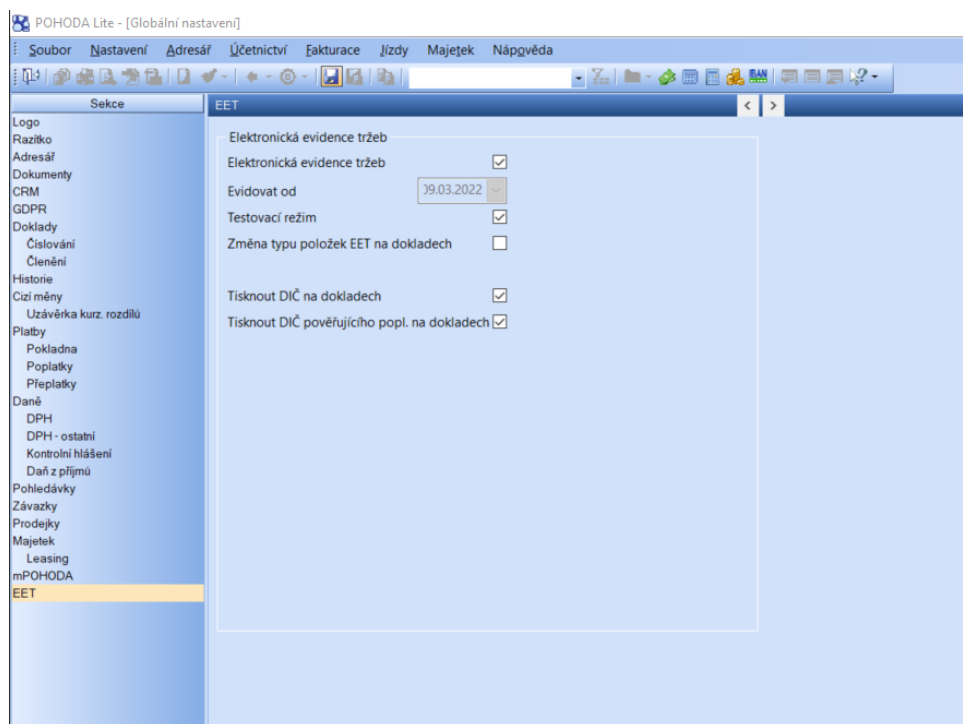 POHODA Lite - [Globální nastavení]
Soubor Nastavení Adresář Účetnictví Fakturace Jízdy Majetek Nápověda
BAN
Sekce
EET
Logo
Razítko
Adresář
Dokumenty
CRM
GDPR
Doklady
Číslování
Členění
Historie
Cizí měny
Uzávěrka kurz. rozdílů
Platby
Pokladna
Poplatky
Přeplatky
Daně
DPH
DPH - ostatní
Kontrolní hlášení
Daň z příjmů
Pohledávky
Závazky
Prodejky
Majetek
Leasing
mPOHODA
EET
Elektronická evidence tržeb
Elektronická evidence tržeb
Evidovat od 09.03.2022
Testovací režim
Změna typu položek EET na dokladech
Tisknout DIČ na dokladech
Tisknout DIČ pověřujícího popl. na dokladech